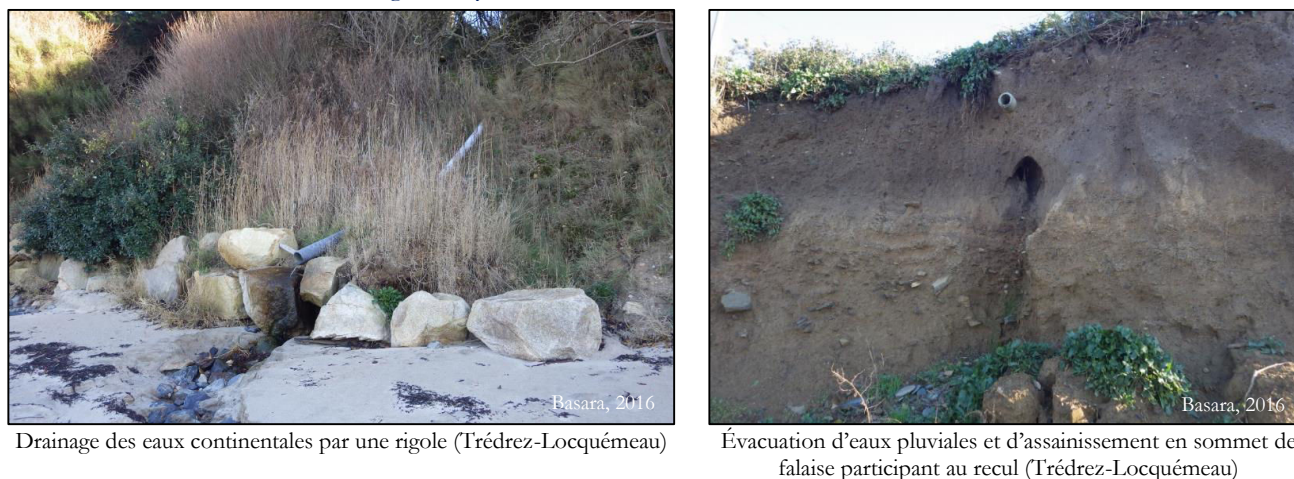 Basara, 2016
Basara, 2016
Drainage des eaux continentales par une rigole (Trédrez-Locquémeau)
Évacuation d'eaux pluviales et d'assainissement en sommet de
falaise participant au recul (Trédrez-Locquémeau)